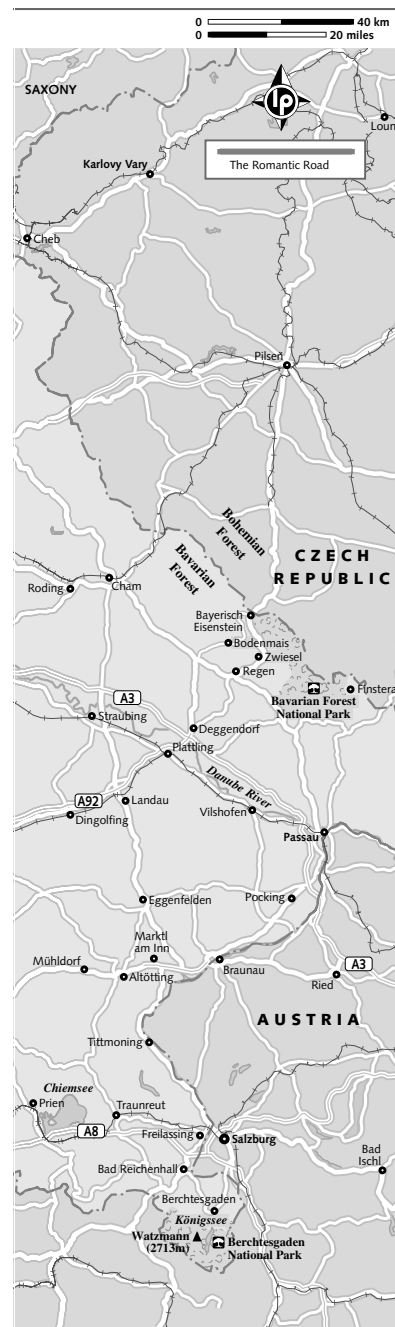 0 40 km
0 20 miles
SAXONY
lp
Karlovy Vary
The Romantic Road
Cheb
Pilsen
Bohemian
Forest
Bavarian
Forest
CZECH
REPUBLIC
Cham
Roding
Bayerisch
Eisenstein
Bodenmais
Zwiesel
Regen
Bavarian Forest
National Park
A3
Straubing
Deggendorf
Plattling
Danube River
A92
Landau
Dingolfing
Vilshofen
Passau
Eggenfelden
Pocking
Marktl
am Inn
Mühldorf
Altötting
Braunau
A3
Ried
AUSTRIA
Tittmoning
Chiemsee
Prien
Traunreut
A8
Freilassing
Salzburg
Bad
Ischl
Bad Reichenhall
Berchtesgaden
Königssee
Watzmann
(2713m)
Berchtesgaden
National Park